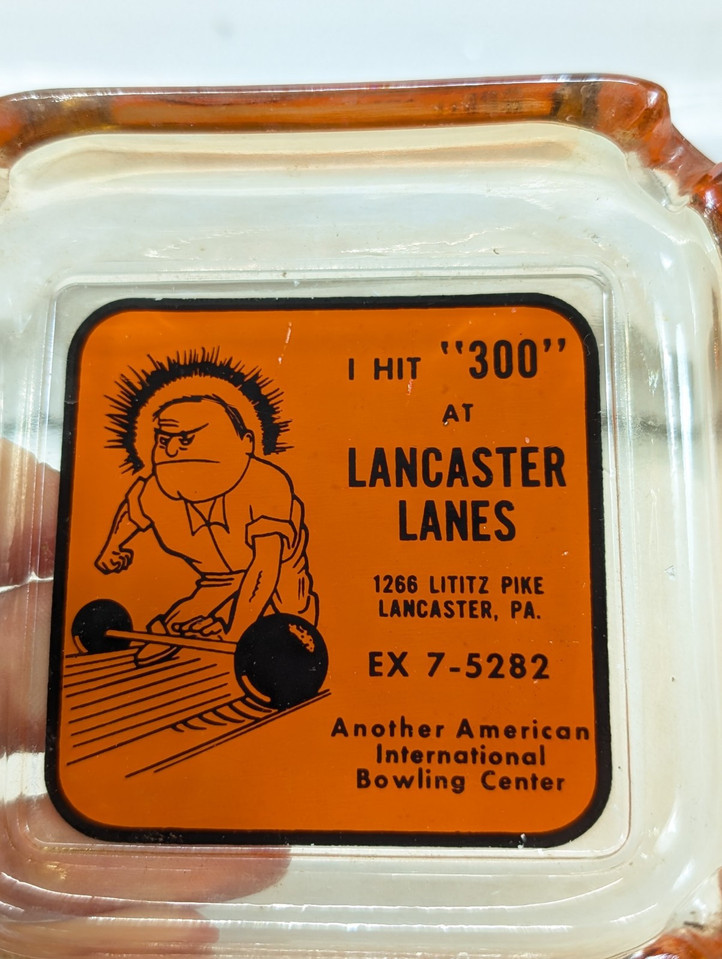 I HIT "300"
AT
LANCASTER
LANES
1266 LITITZ PIKE
LANCASTER, PA.
EX 7-5282
Another American
International
Bowling Center